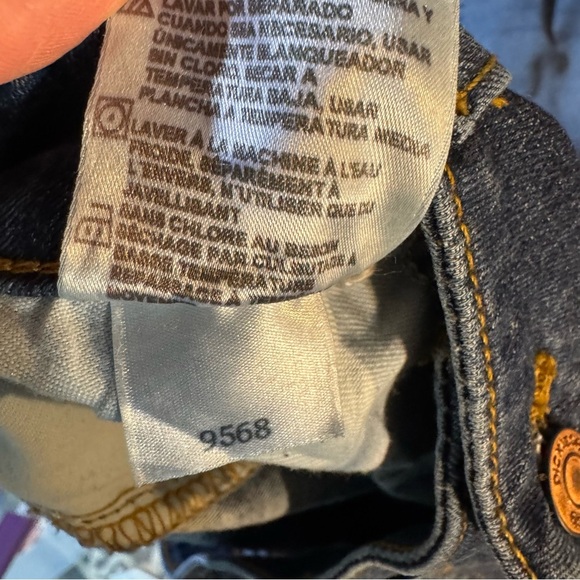 LAVAR POR SEPARADO
CUANDO SEA NECESARIO, USAR
ÚNICAMENTE BLANQUEADOR
SIN CLORO SECAR A
TEMPERATURA BAJA, USAR
PLANCHA A TEMPERATURA
LAVER À LA MACHINE À L'EAU
FROIDE SÉPARÉMENT À
L'ENVERS, N'UTILISER QUE DU
JAVELLISANT
SANS CHLORE AU BESOIN
SÉCHAGE PAR CULBUTAGE À
BASSE TEMPÉRATURE
9568